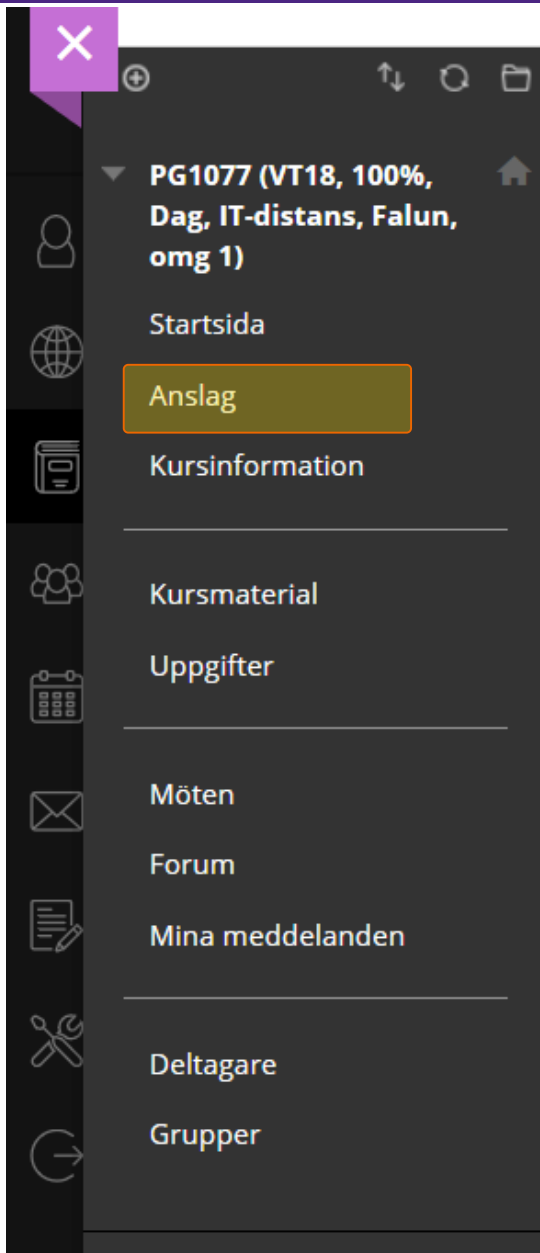 PG1077 (VT18, 100%,
Dag, IT-distans, Falun,
omg 1)
Startsida
Anslag
Kursinformation
Kursmaterial
Uppgifter
Möten
Forum
Mina meddelanden
Deltagare
Grupper